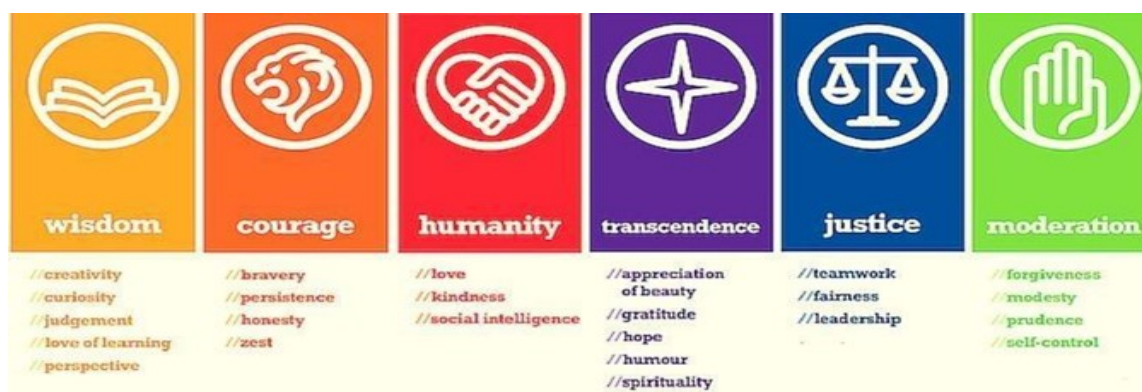 wisdom
//creativity
//curiosity
//judgement
//love of learning
//perspective
courage
//bravery
//persistence
//honesty
//zest
humanity
//love
//kindness
//social intelligence
transcendence
//appreciation
of beauty
//gratitude
//hope
//humour
//spirituality
justice
//teamwork
//fairness
//leadership
moderation
//forgiveness
//modesty
//prudence
//self-control